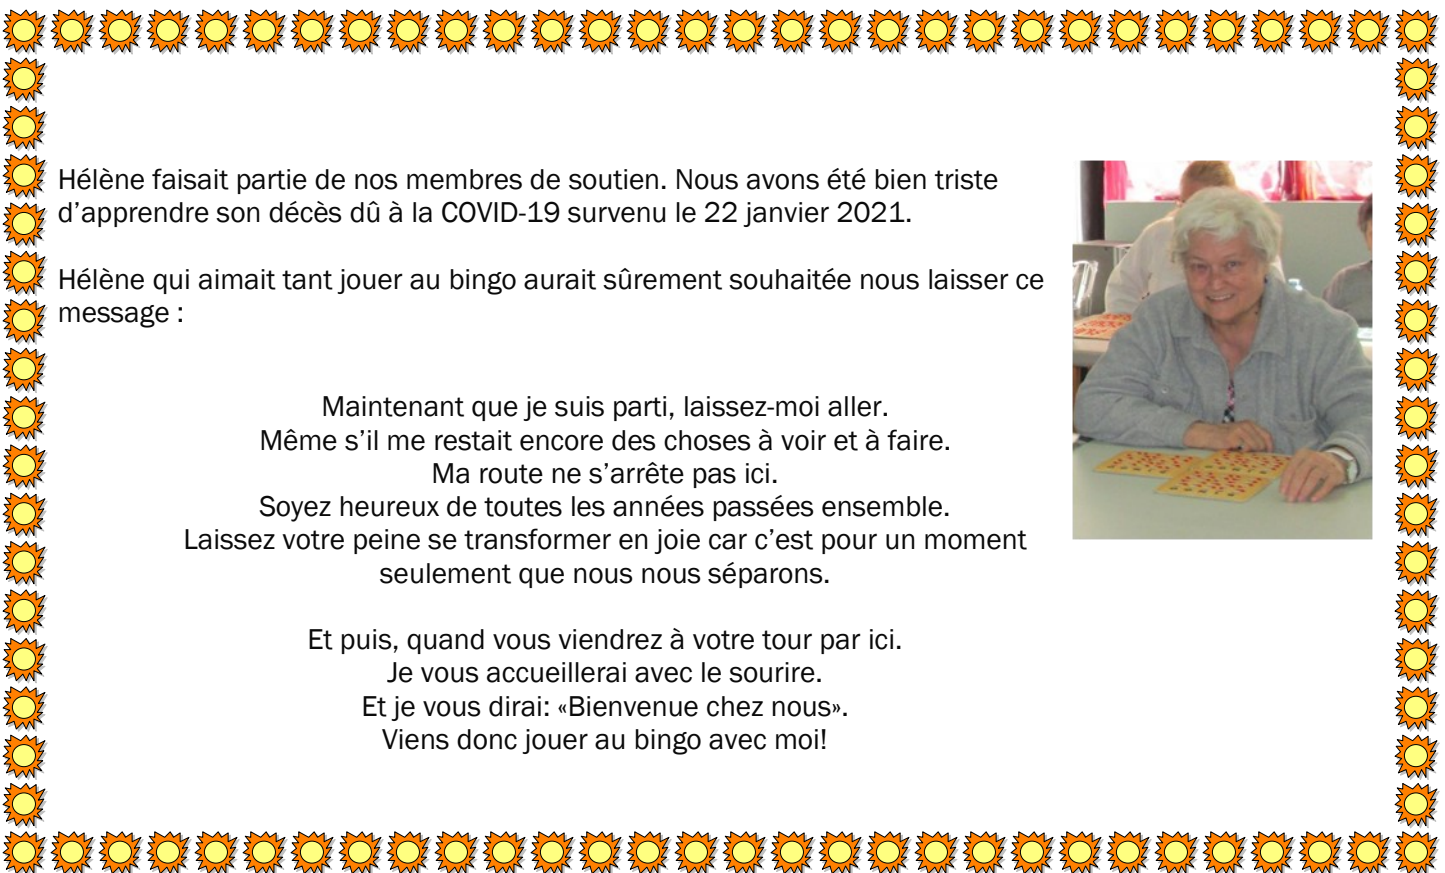 Hélène faisait partie de nos membres de soutien. Nous avons été bien triste
d’apprendre son décès dû à la COVID-19 survenu le 22 janvier 2021.
Hélène qui aimait tant jouer au bingo aurait sûrement souhaitée nous laisser ce
message :
Maintenant que je suis parti, laissez-moi aller.
Même s’il me restait encore des choses à voir et à faire.
Ma route ne s’arrête pas ici.
Soyez heureux de toutes les années passées ensemble.
Laissez votre peine se transformer en joie car c’est pour un moment
seulement que nous nous séparons.
Et puis, quand vous viendrez à votre tour par ici.
Je vous accueillerai avec le sourire.
Et je vous dirai: «Bienvenue chez nous».
Viens donc jouer au bingo avec moi!